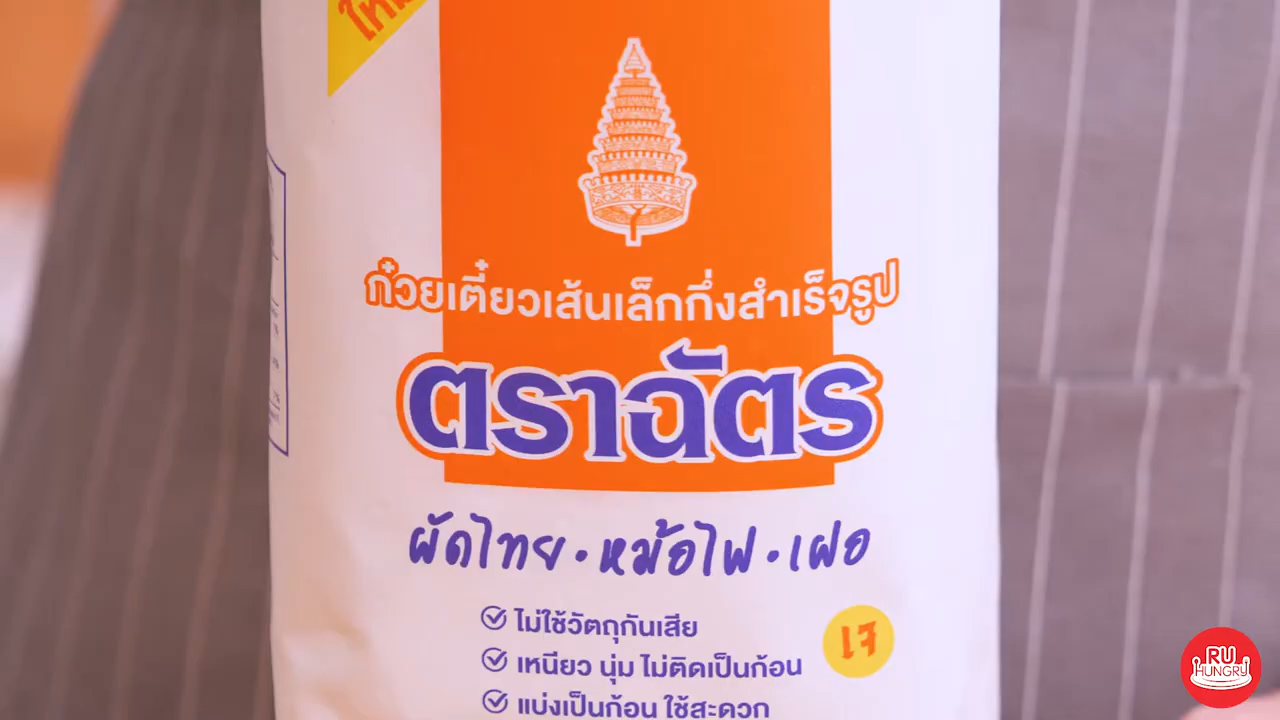 ก๋วยเตี๋ยวเส้นเล็กกึ่งสำเร็จรูป
ตราฉัตร
ผัดไทย • หม้อไฟ • เฝอ
ไม่ใช้วัตถุกันเสีย
เหนียว นุ่ม ไม่ติดเป็นก้อน
แบ่งเป็นก้อน ใช้สะดวก
เจ
RU HUNGRY